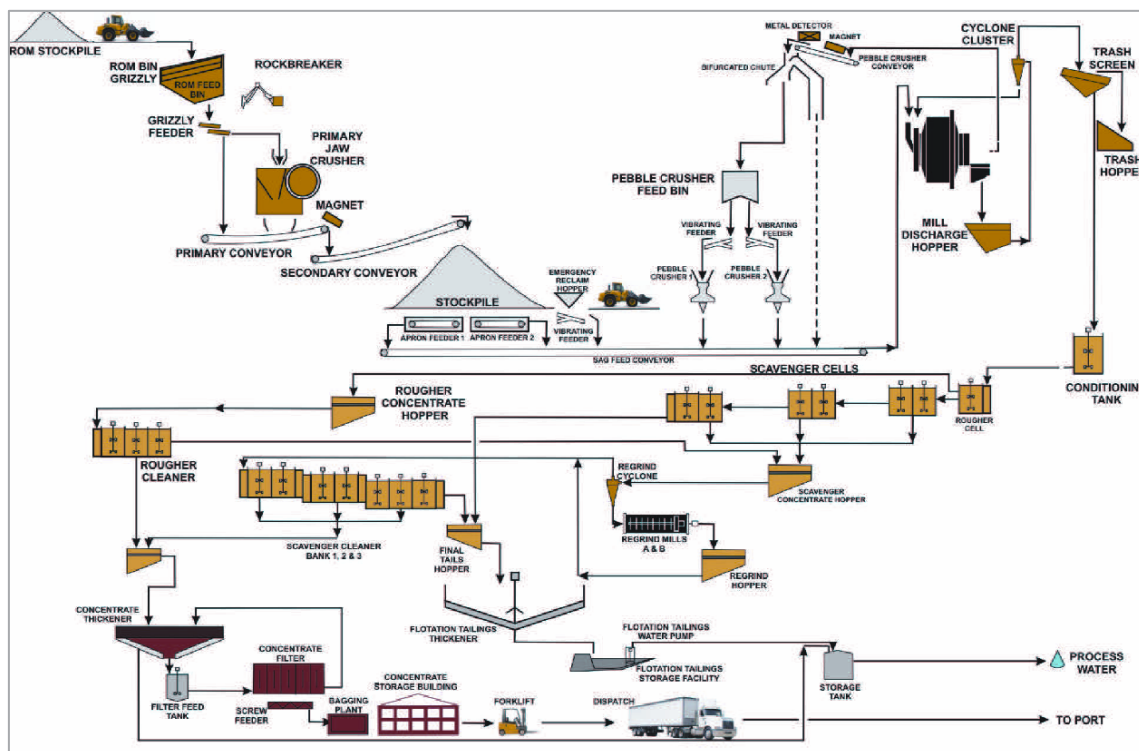 ROM STOCKPILE
ROM BIN
GRIZZLY
ROM FEED
BIN
ROCKBREAKER
GRIZZLY
FEEDER
PRIMARY
JAW
CRUSHER
MAGNET
PRIMARY CONVEYOR
SECONDARY CONVEYOR
STOCKPILE
APRON FEEDER 1
APRON FEEDER 2
EMERGENCY
RECLAIM
HOPPER
VIBRATING
FEEDER
SAG FEED CONVEYOR
METAL DETECTOR
MAGNET
BIFURCATED CHUTE
PEBBLE CRUSHER
CONVEYOR
PEBBLE CRUSHER
FEED BIN
VIBRATING
FEEDER
VIBRATING
FEEDER
PEBBLE
CRUSHER 1
PEBBLE
CRUSHER 2
CYCLONE
CLUSTER
TRASH
SCREEN
TRASH
HOPPER
MILL
DISCHARGE
HOPPER
CONDITIONING
TANK
SCAVENGER CELLS
ROUGHER
CELL
ROUGHER
CONCENTRATE
HOPPER
ROUGHER
CLEANER
REGRIND
CYCLONE
SCAVENGER
CONCENTRATE HOPPER
SCAVENGER CLEANER
BANK 1, 2 & 3
FINAL
TAILS
HOPPER
REGRIND MILLS
A & B
REGRIND
HOPPER
CONCENTRATE
THICKENER
FLOTATION TAILINGS
THICKENER
FLOTATION TAILINGS
WATER PUMP
FLOTATION TAILINGS
STORAGE FACILITY
STORAGE
TANK
PROCESS
WATER
CONCENTRATE
FILTER
FILTER FEED
TANK
SCREW
FEEDER
BAGGING
PLANT
CONCENTRATE
STORAGE BUILDING
FORKLIFT
DISPATCH
TO PORT